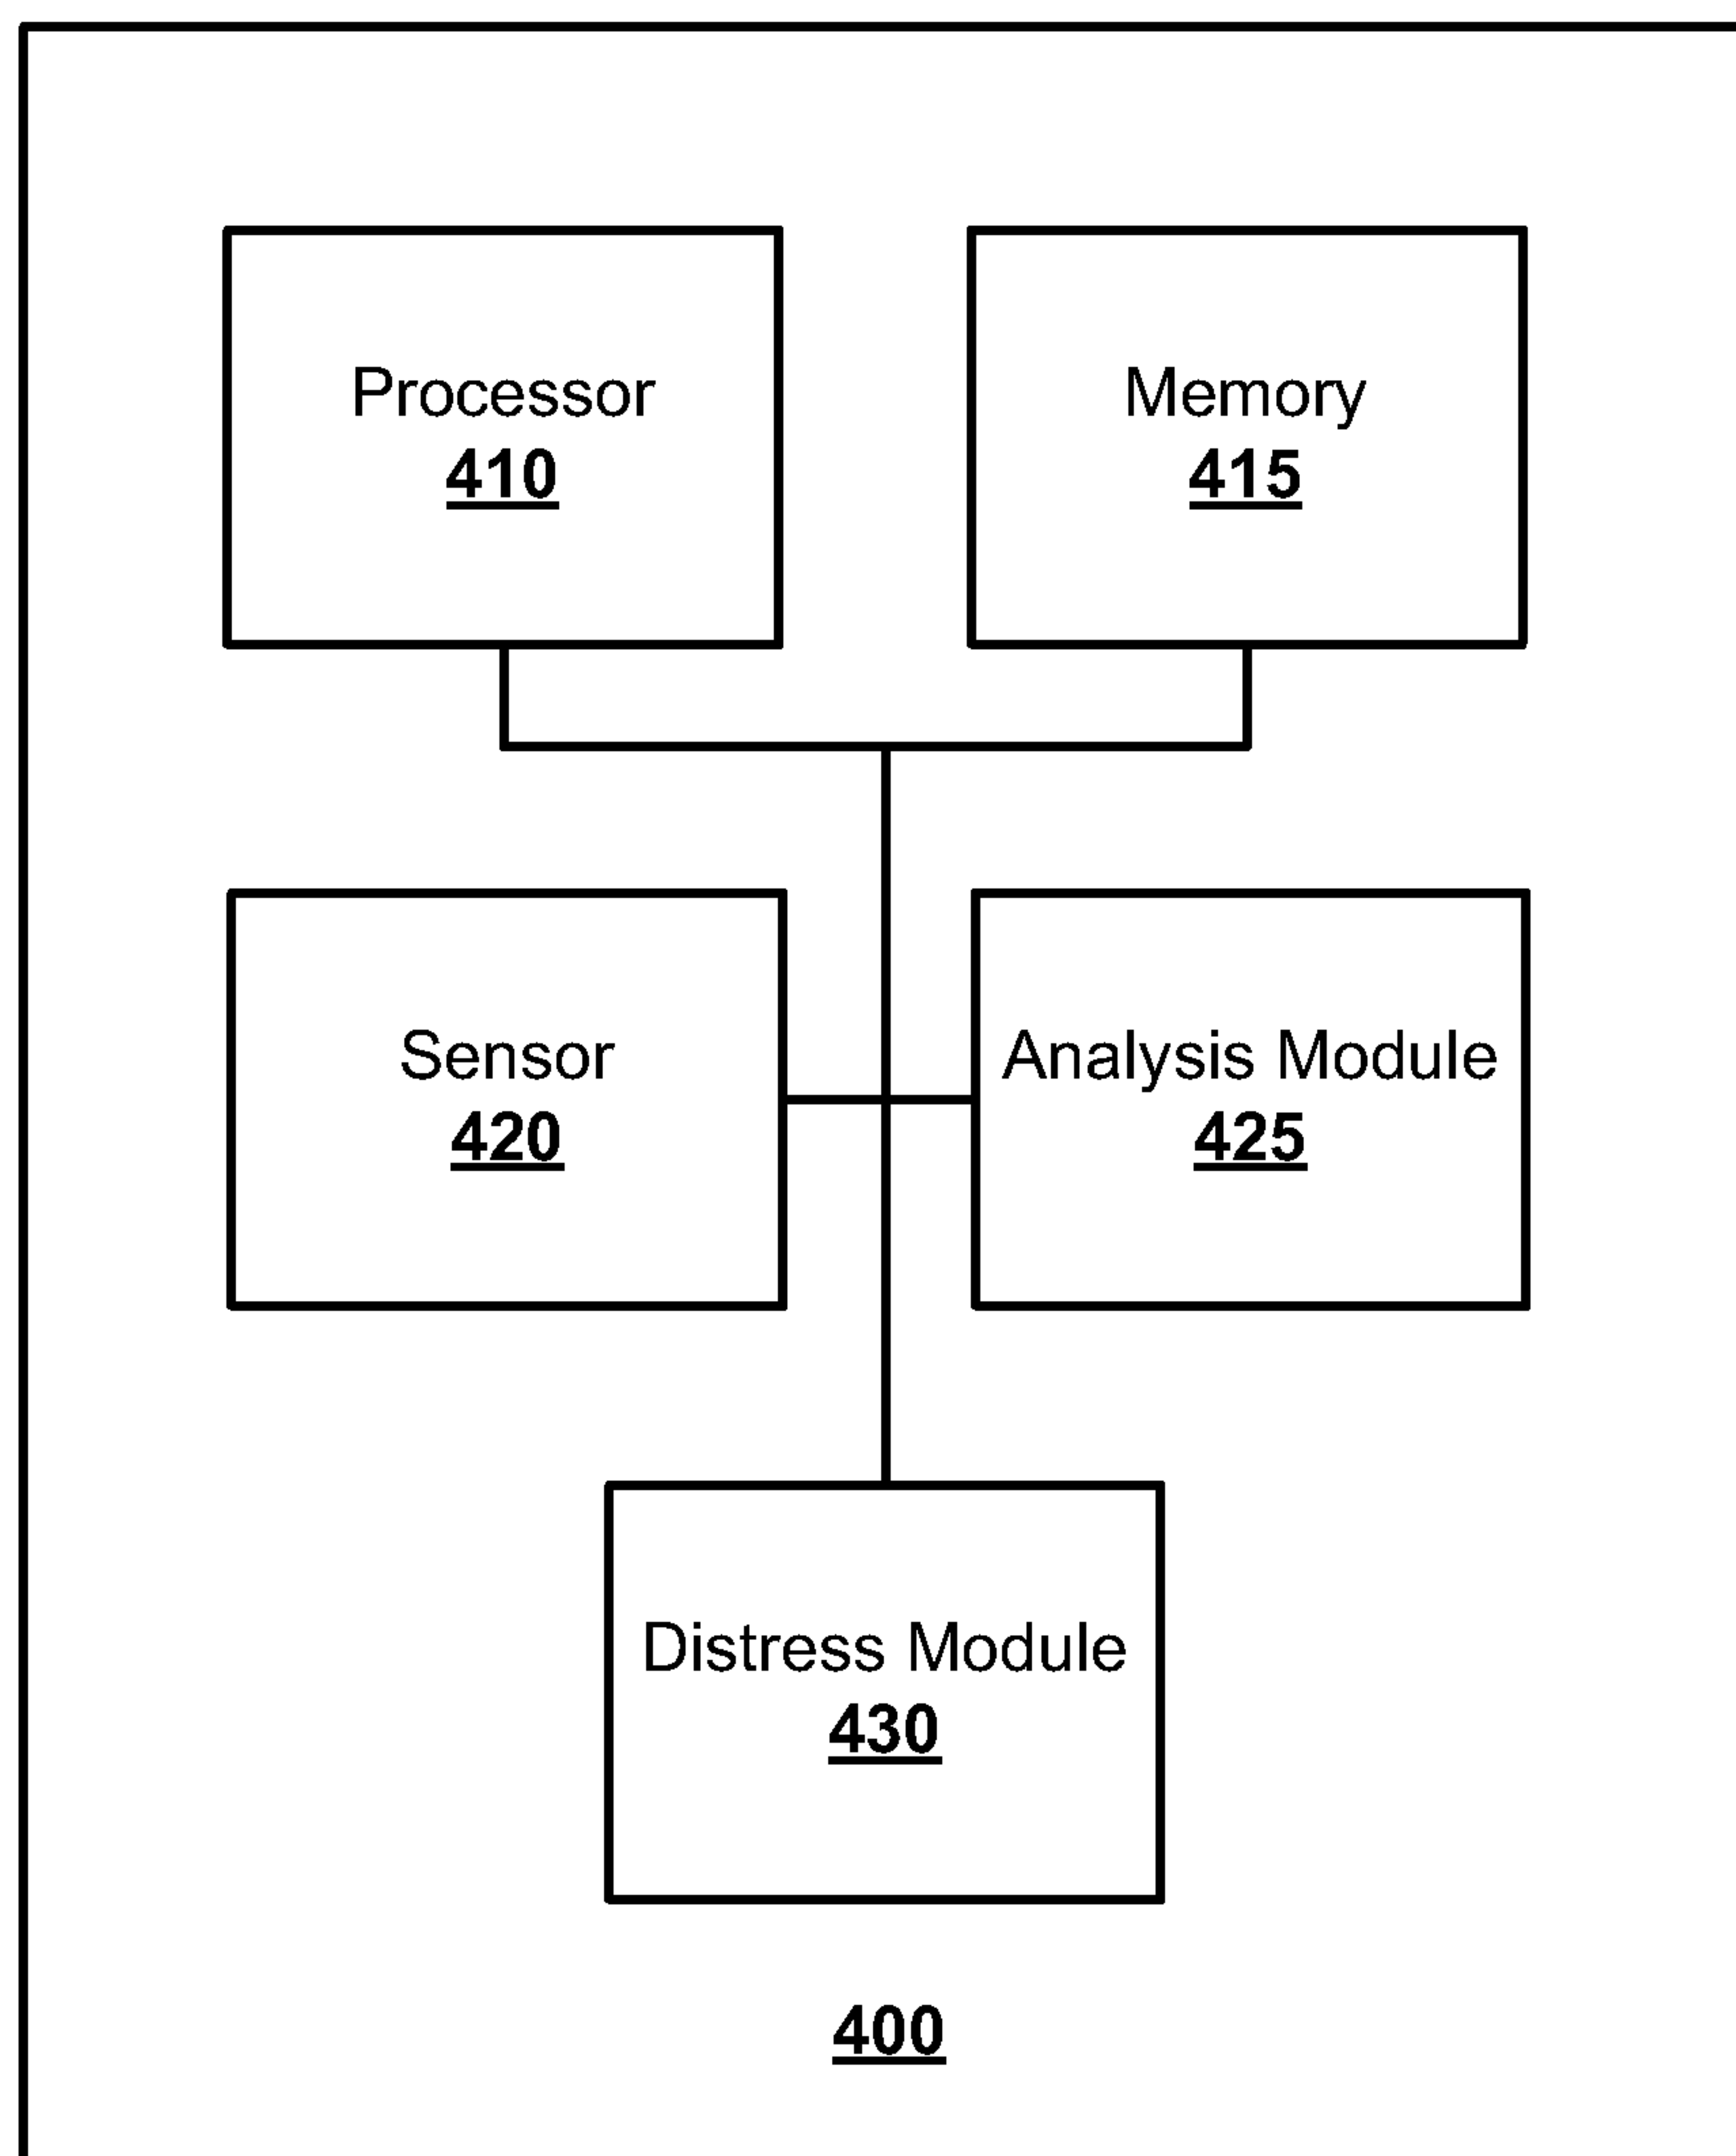 Processor
410
Memory
415
Sensor
420
Analysis Module
425
Distress Module
430
400